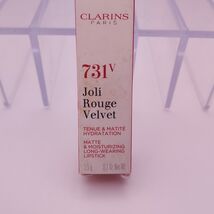 CLARINS
PARIS
731V
Joli
Rouge
Velvet
TENUE & MATITÉ
HYDRATATION
MATTE
& MOISTURIZING
LONG-WEARING
LIPSTICK